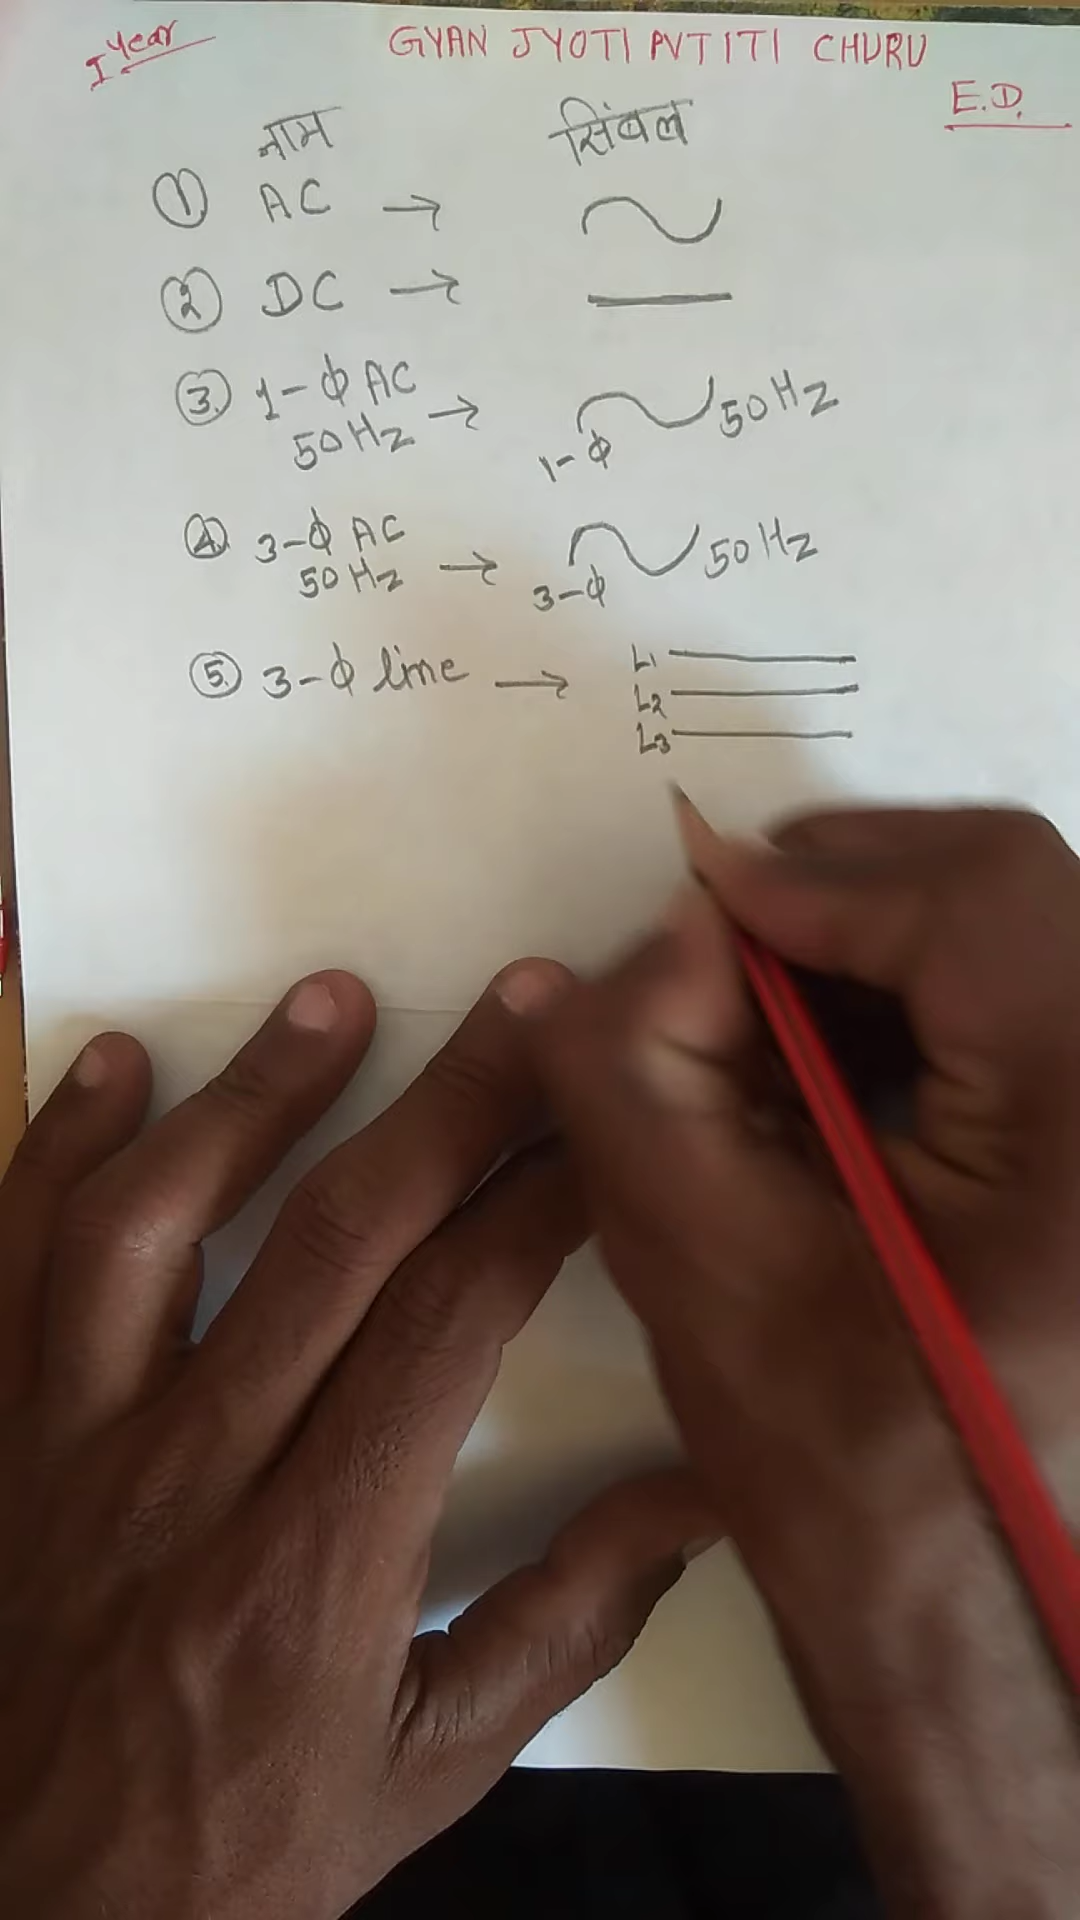 I Year
GYAN JYOTI PVT ITI CHURU
E.D.
नाम सिंबल
① AC → 
② DC → 
③ 1-ϕ AC
50 Hz → 1-ϕ 50 Hz
④ 3-ϕ AC
50 Hz → 3-ϕ 50 Hz
⑤ 3-ϕ line → L1
L2
L3